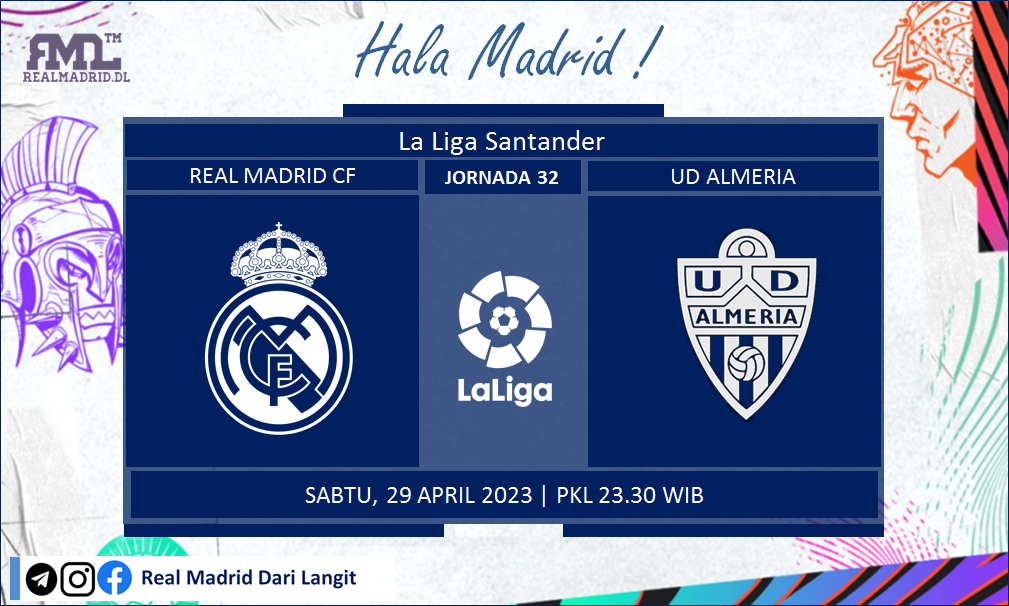 RML™
REALMADRID.DL
Hala Madrid !
La Liga Santander
REAL MADRID CF
JORNADA 32
UD ALMERIA
U D
ALMERIA
LaLiga
SABTU, 29 APRIL 2023 | PKL 23.30 WIB
Real Madrid Dari Langit